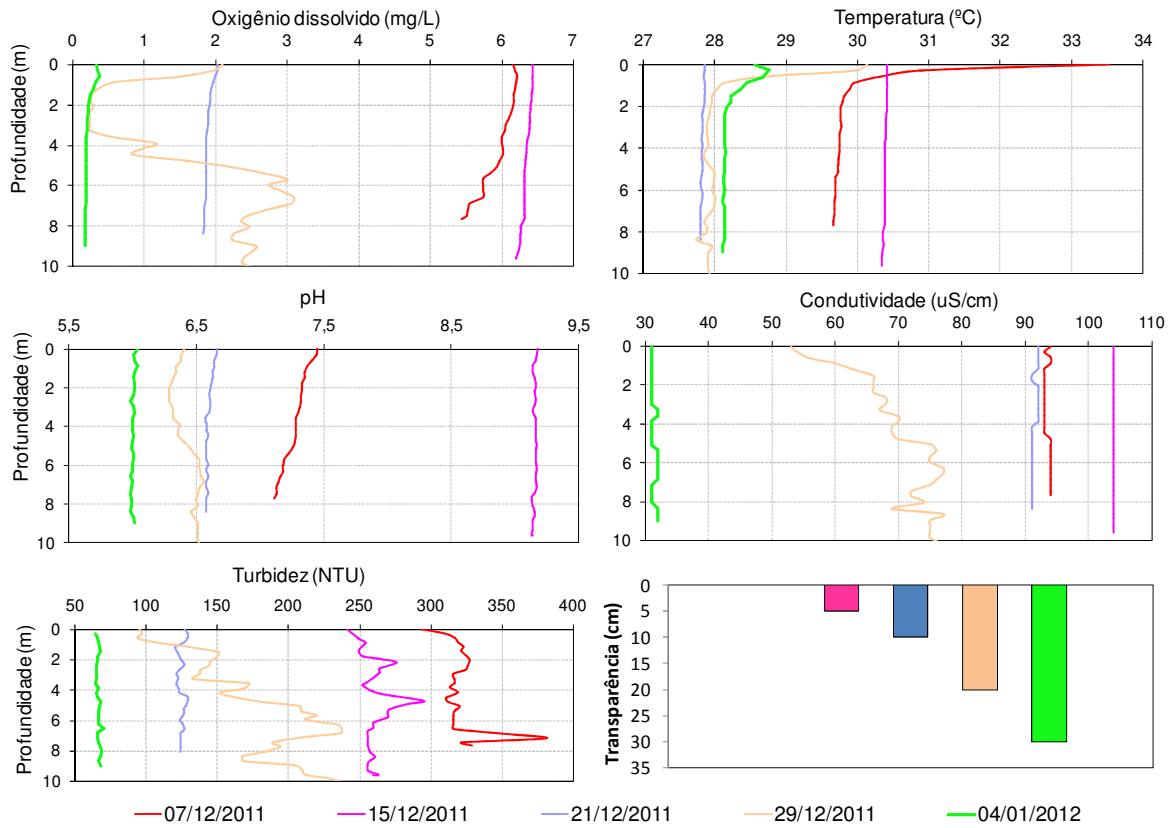 Oxigênio dissolvido (mg/L)
0 1 2 3 4 5 6 7
Profundidade (m)
0
2
4
6
8
10
Temperatura (ºC)
27 28 29 30 31 32 33 34
0
2
4
6
8
10
pH
5,5 6,5 7,5 8,5 9,5
Profundidade (m)
0
2
4
6
8
10
Condutividade (uS/cm)
30 40 50 60 70 80 90 100 110
0
2
4
6
8
10
Turbidez (NTU)
50 100 150 200 250 300 350 400
Profundidade (m)
0
2
4
6
8
10
Transparência (cm)
0
5
10
15
20
25
30
35
07/12/2011 15/12/2011 21/12/2011 29/12/2011 04/01/2012